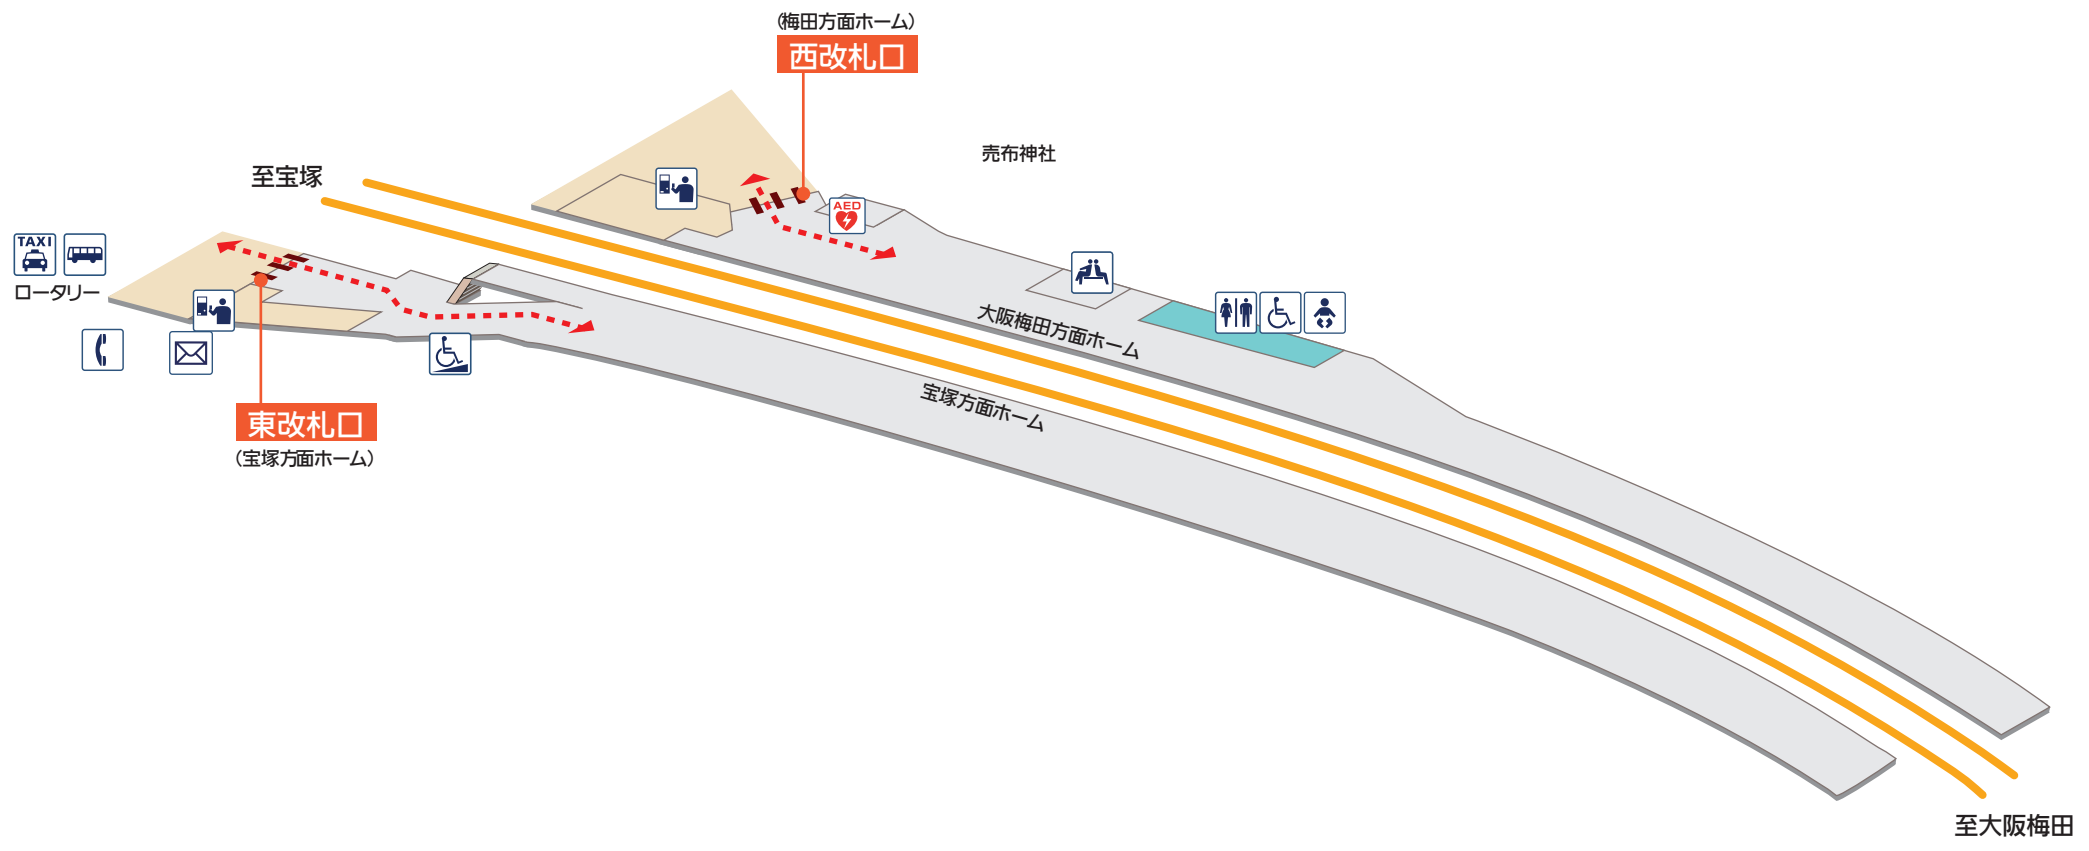 （梅田方面ホーム）
西改札口
売布神社
至宝塚
AED
TAXI
ロータリー
大阪梅田方面ホーム
宝塚方面ホーム
東改札口
（宝塚方面ホーム）
至大阪梅田